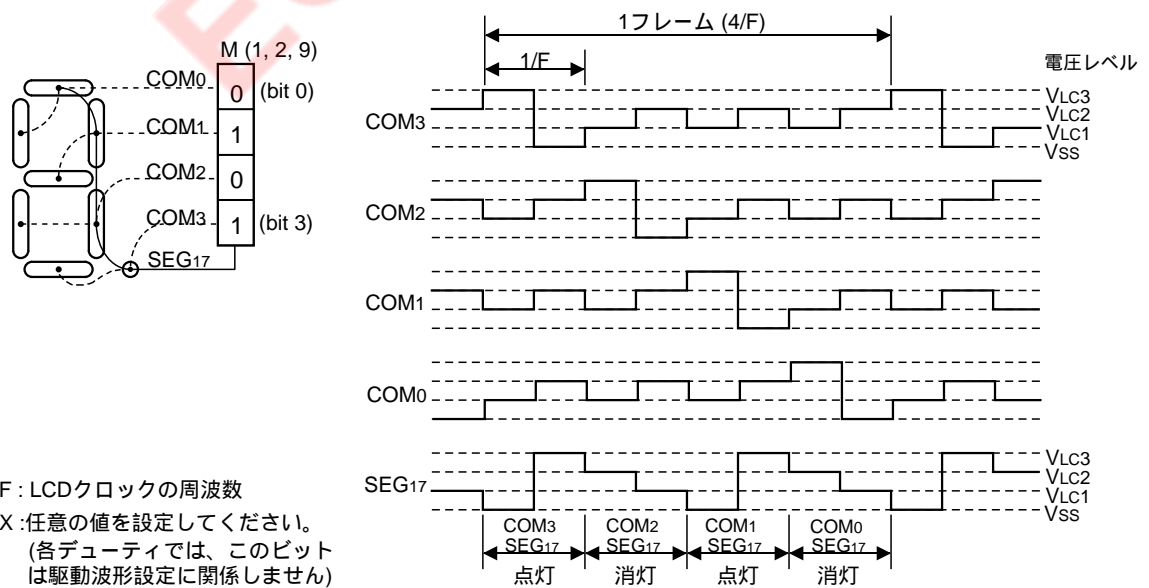 1フレーム (4/F)
1/F
電圧レベル
M (1, 2, 9)
COM0
0
(bit 0)
COM1
1
COM2
0
COM3
1
(bit 3)
SEG17
COM3
VLC3
VLC2
VLC1
VSS
COM2
COM1
COM0
SEG17
VLC3
VLC2
VLC1
VSS
COM3 COM2 COM1 COM0
SEG17 SEG17 SEG17 SEG17
点灯 消灯 点灯 消灯
F : LCDクロックの周波数
X :任意の値を設定してください。
(各デューティでは、このビット
は駆動波形設定に関係しません)